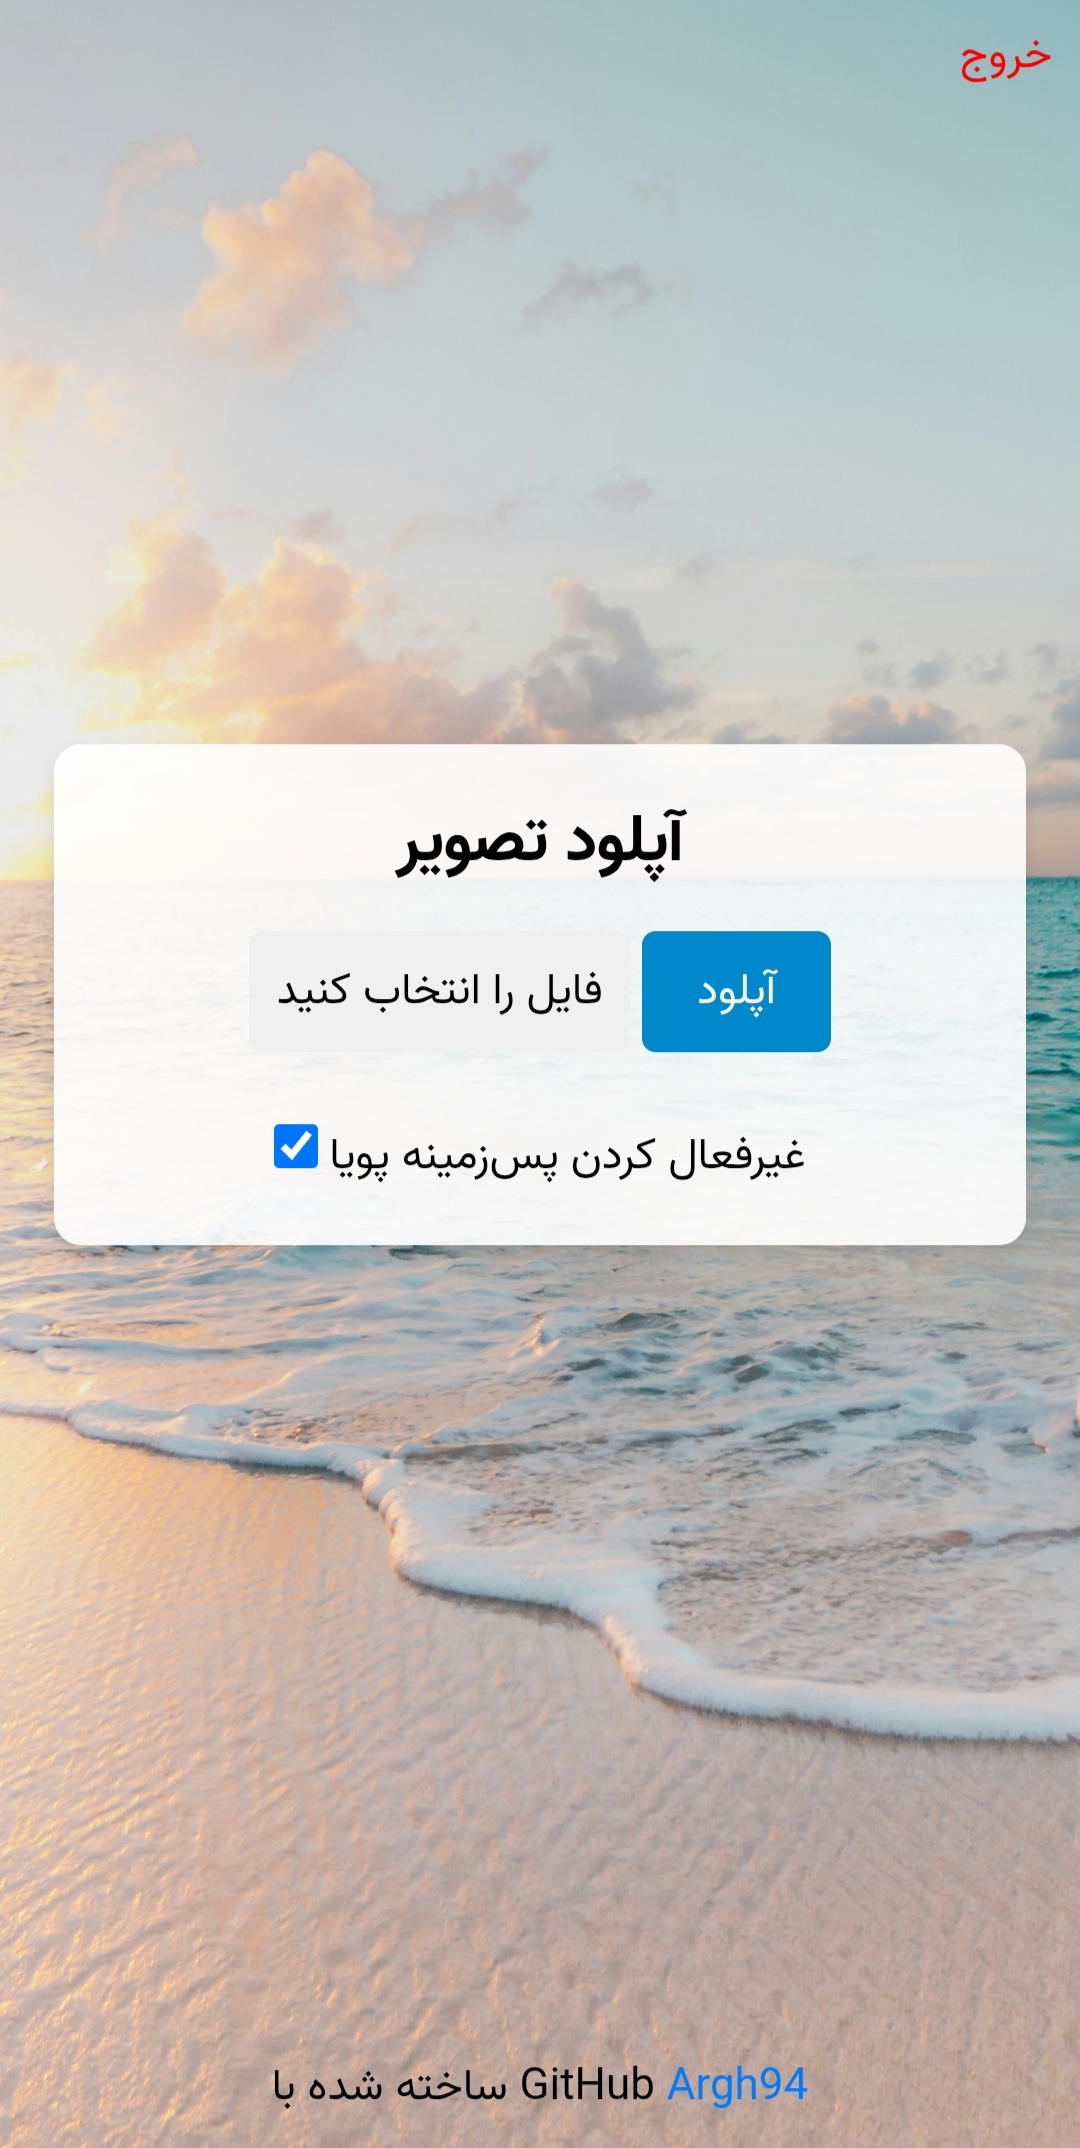 خروج
آپلود تصویر
فایل را انتخاب کنید آپلود
غیرفعال کردن پس‌زمینه پویا
ساخته شده با GitHub Argh94